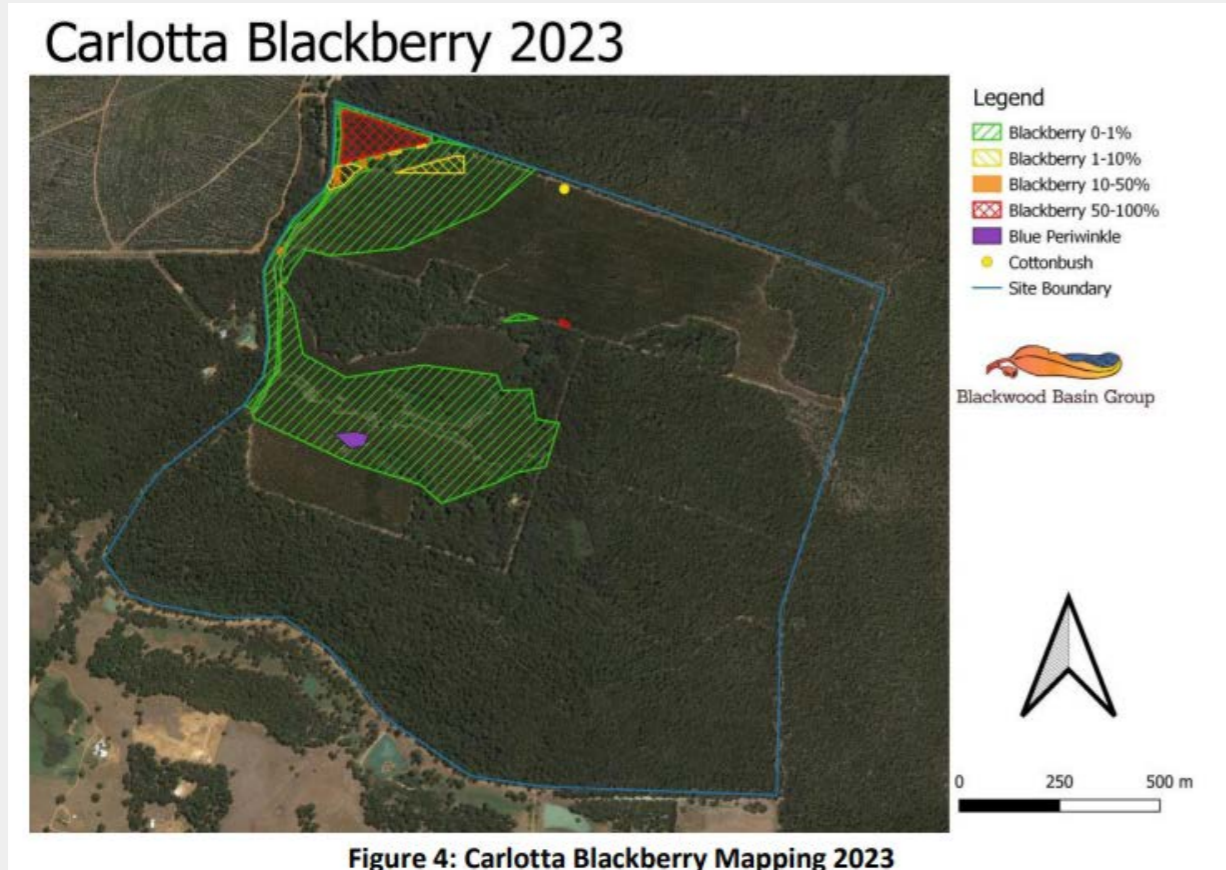 Carlotta Blackberry 2023
Legend
Blackberry 0-1%
Blackberry 1-10%
Blackberry 10-50%
Blackberry 50-100%
Blue Periwinkle
Cottonbush
Site Boundary
Blackwood Basin Group
0 250 500 m
Figure 4: Carlotta Blackberry Mapping 2023